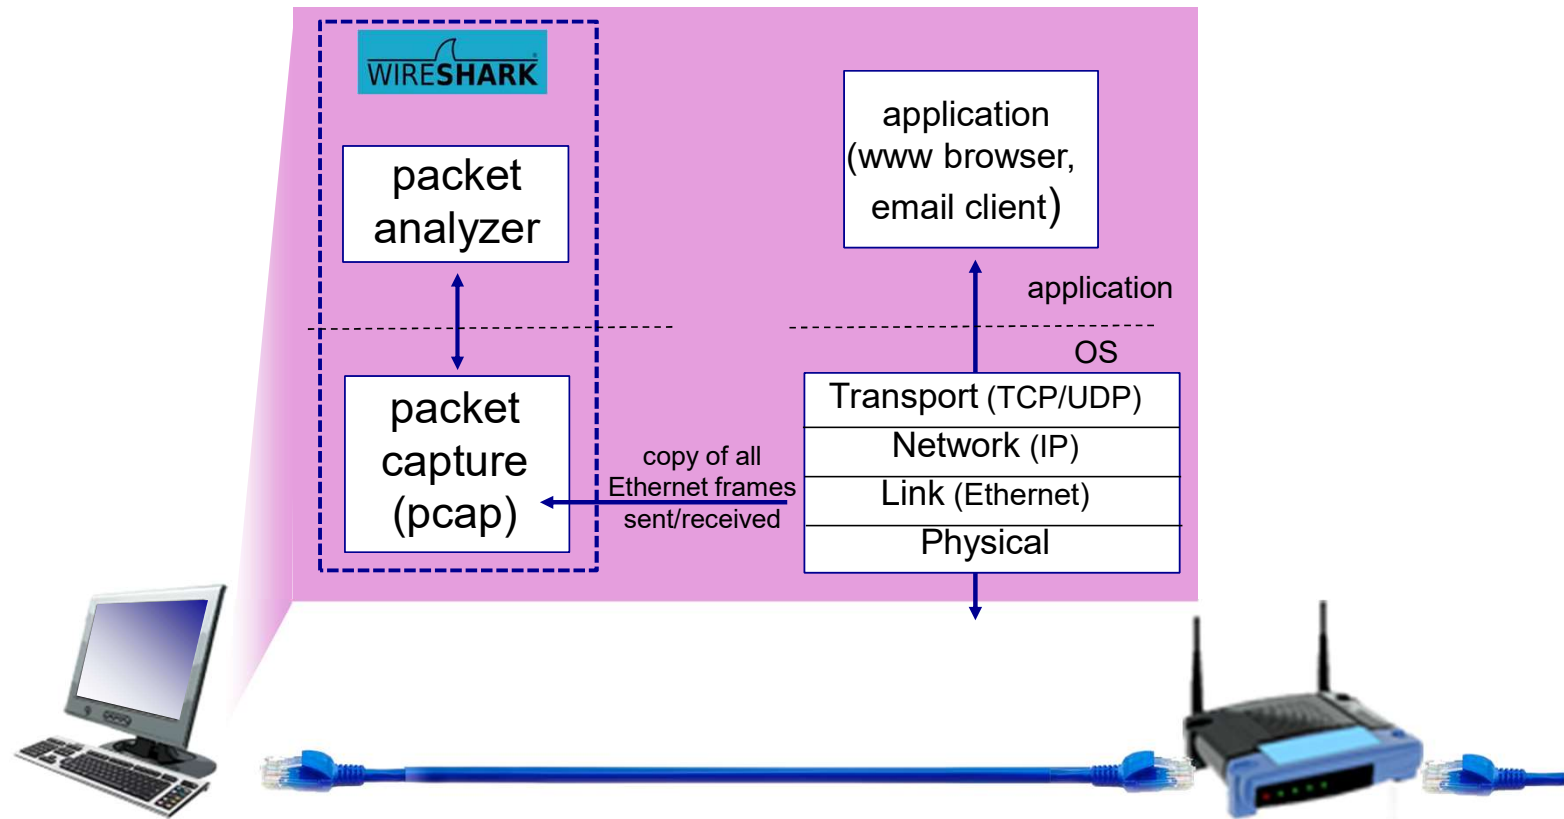 WIRESHARK
packet
analyzer
packet
capture
(pcap)
copy of all
Ethernet frames
sent/received
application
(www browser,
email client)
application
OS
Transport (TCP/UDP)
Network (IP)
Link (Ethernet)
Physical